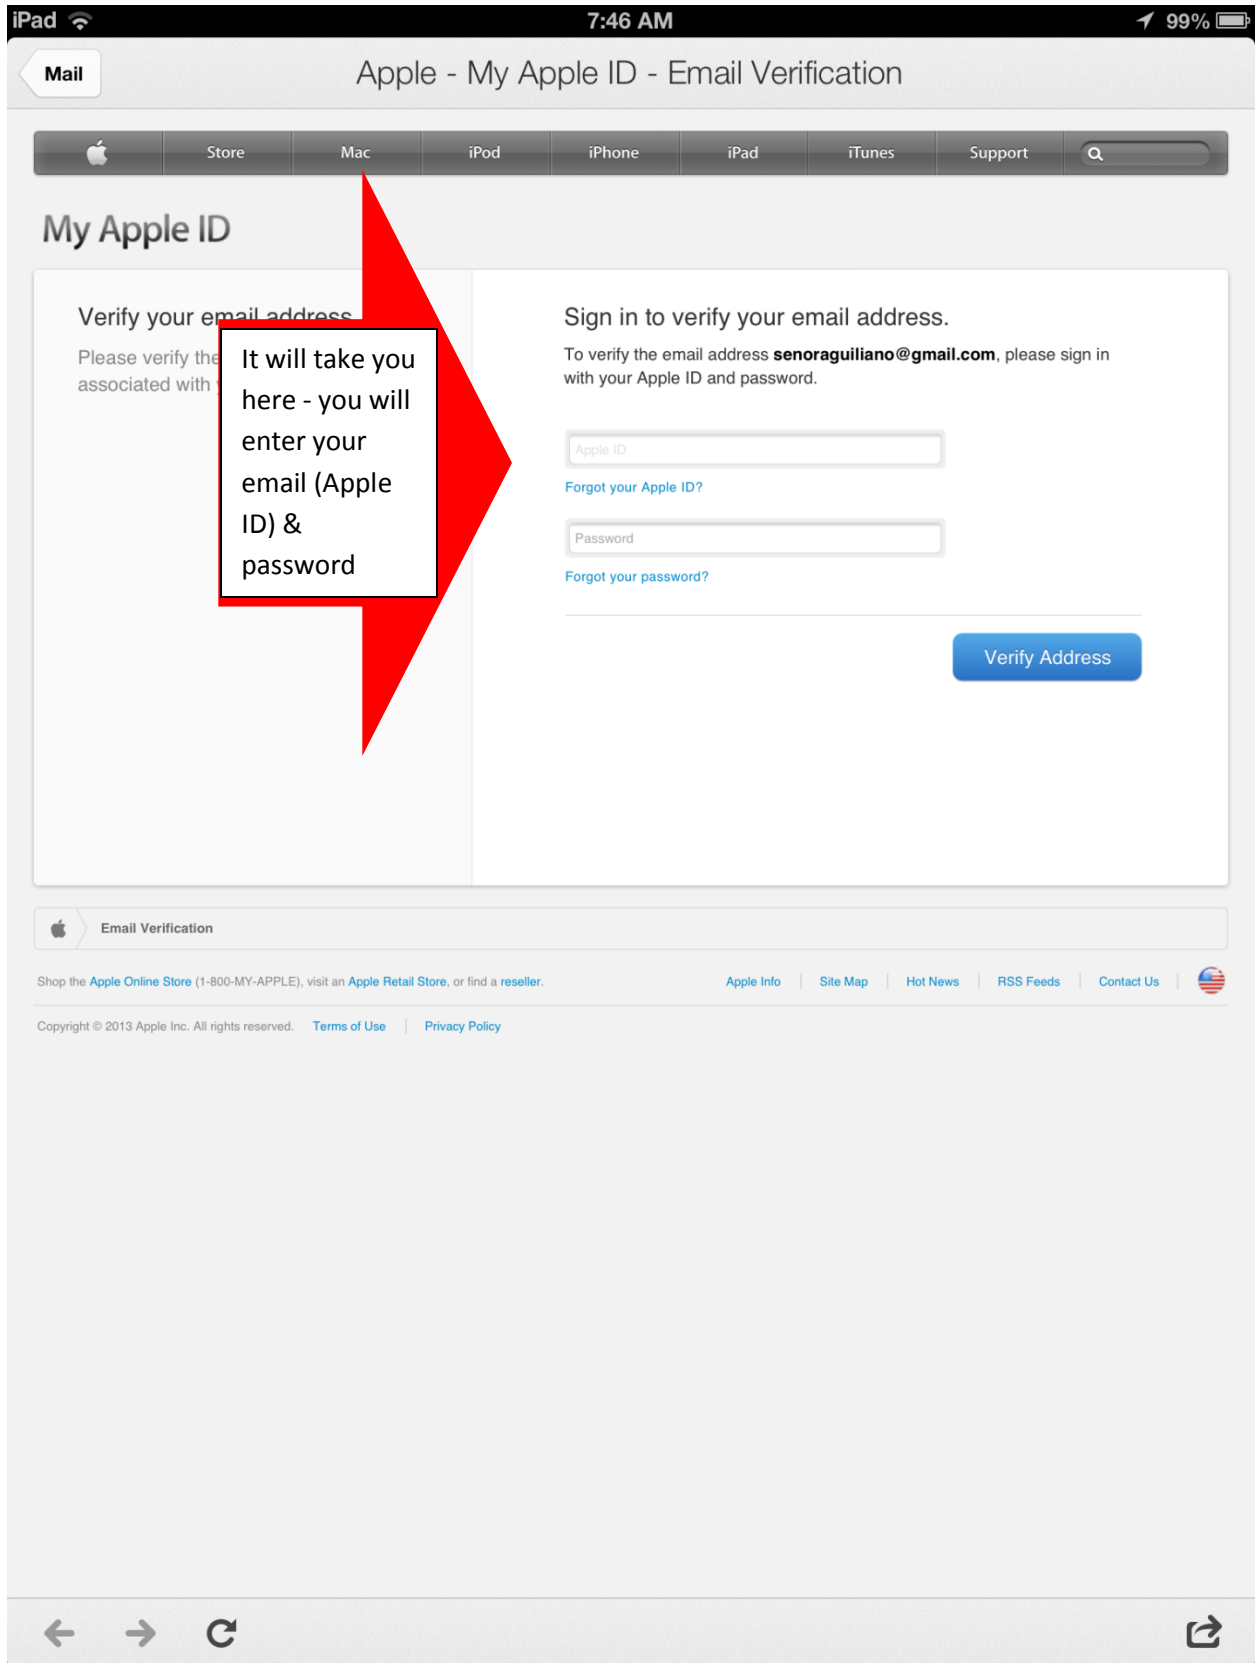 iPad 7:46 AM 99%
Mail Apple - My Apple ID - Email Verification
Store Mac iPod iPhone iPad iTunes Support
My Apple ID
Verify your email address
Please verify the
associated with
It will take you
here - you will
enter your
email (Apple
ID) &
password
Sign in to verify your email address.
To verify the email address senoraguiliano@gmail.com, please sign in
with your Apple ID and password.
Apple ID
Forgot your Apple ID?
Password
Forgot your password?
Verify Address
Email Verification
Shop the Apple Online Store (1-800-MY-APPLE), visit an Apple Retail Store, or find a reseller. Apple Info Site Map Hot News RSS Feeds Contact Us
Copyright © 2013 Apple Inc. All rights reserved. Terms of Use Privacy Policy